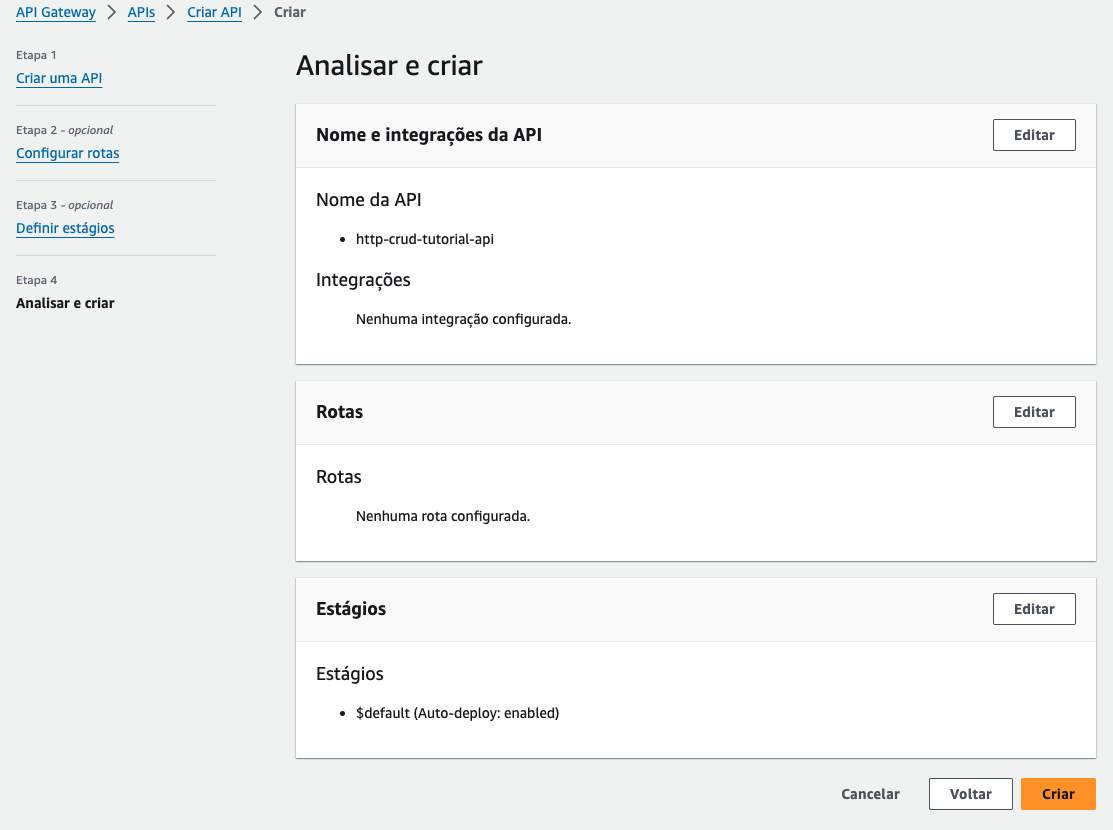 API Gateway > APIs > Criar API > Criar
Etapa 1
Criar uma API
Etapa 2 - opcional
Configurar rotas
Etapa 3 - opcional
Definir estágios
Etapa 4
Analisar e criar
Analisar e criar
Nome e integrações da API
Editar
Nome da API
• http-crud-tutorial-api
Integrações
Nenhuma integração configurada.
Rotas
Editar
Rotas
Nenhuma rota configurada.
Estágios
Editar
Estágios
• $default (Auto-deploy: enabled)
Cancelar
Voltar
Criar